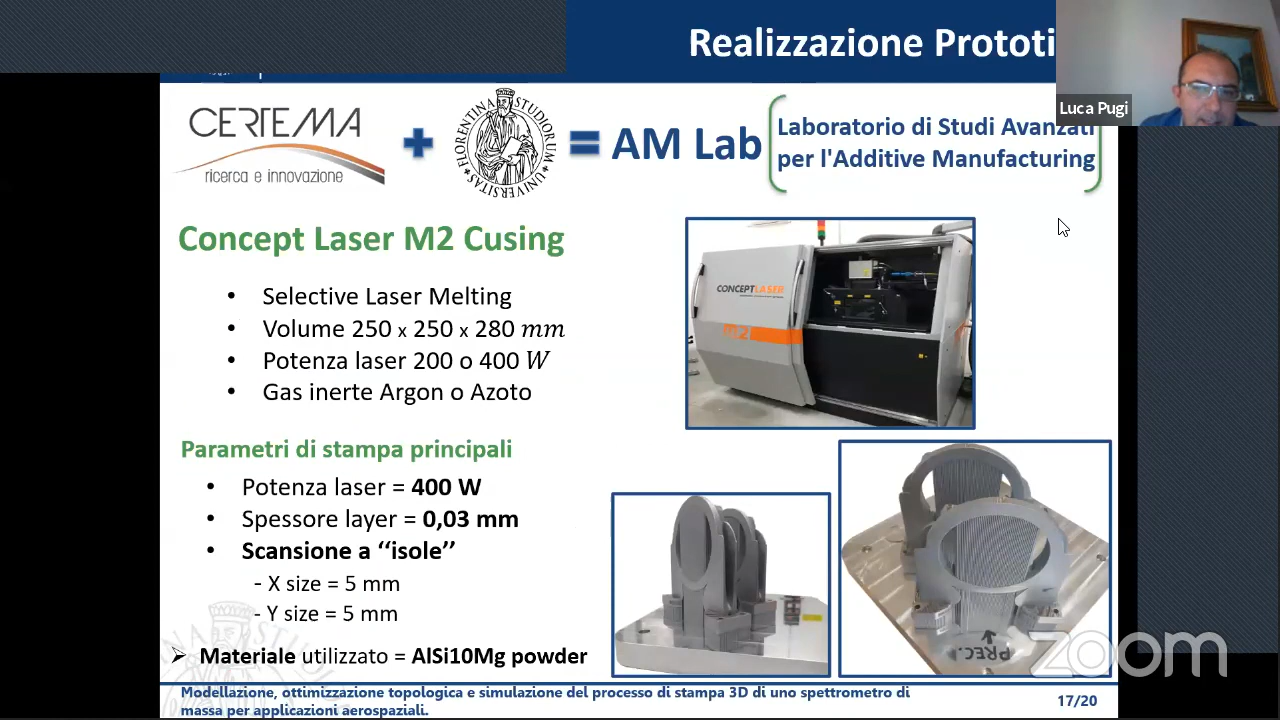 Realizzazione Prototi
Luca Pugi
CERTEMA
ricerca e innovazione
FLORENTINA STUDIORUM UNIVERSITAS
+
= AM Lab
Laboratorio di Studi Avanzati
per l'Additive Manufacturing
Concept Laser M2 Cusing
• Selective Laser Melting
• Volume 250 x 250 x 280 mm
• Potenza laser 200 o 400 W
• Gas inerte Argon o Azoto
CONCEPTLASER
M2
Parametri di stampa principali
• Potenza laser = 400 W
• Spessore layer = 0,03 mm
• Scansione a ‘‘isole’’
- X size = 5 mm
- Y size = 5 mm
➢ Materiale utilizzato = AlSi10Mg powder
PREC.
zoom
Modellazione, ottimizzazione topologica e simulazione del processo di stampa 3D di uno spettrometro di
massa per applicazioni aerospaziali.
17/20